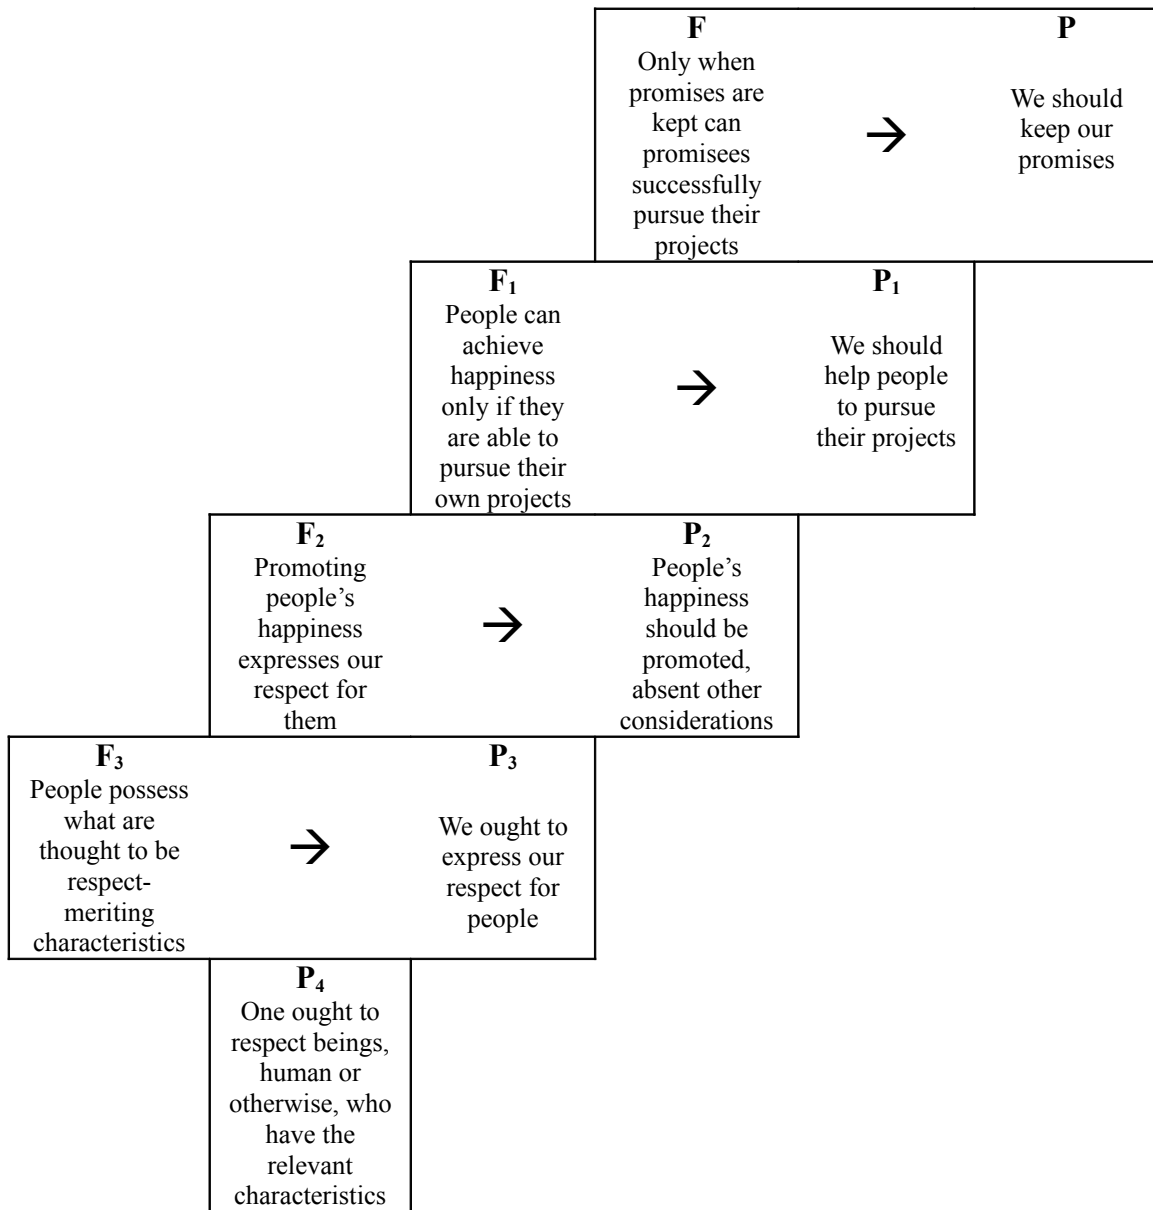 F
Only when
promises are
kept can
promisees
successfully
pursue their
projects
→
P
We should
keep our
promises
F₁
People can
achieve
happiness
only if they
are able to
pursue their
own projects
→
P₁
We should
help people
to pursue
their projects
F₂
Promoting
people’s
happiness
expresses our
respect for
them
→
P₂
People’s
happiness
should be
promoted,
absent other
considerations
F₃
People possess
what are
thought to be
respect-
meriting
characteristics
→
P₃
We ought to
express our
respect for
people
P₄
One ought to
respect beings,
human or
otherwise, who
have the
relevant
characteristics